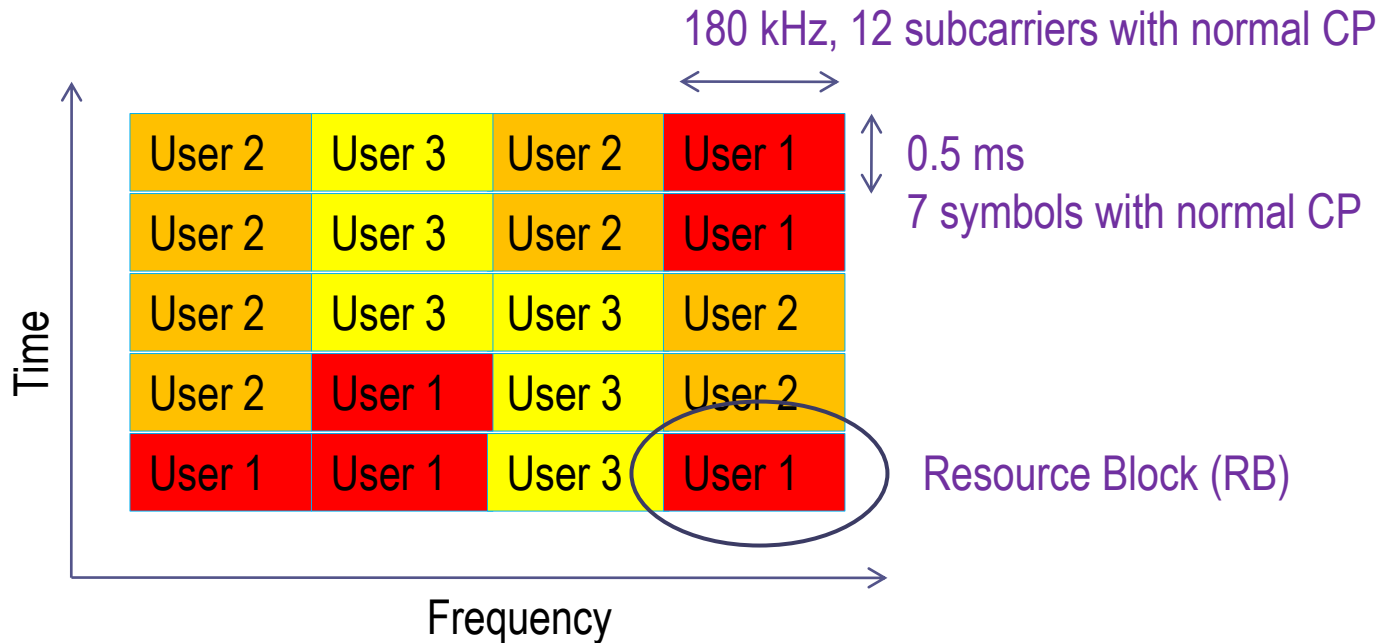 180 kHz, 12 subcarriers with normal CP
User 2 User 3 User 2 User 1
0.5 ms
User 2 User 3 User 2 User 1
7 symbols with normal CP
User 2 User 3 User 3 User 2
Time
User 2 User 1 User 3 User 2
User 1 User 1 User 3 User 1
Resource Block (RB)
Frequency